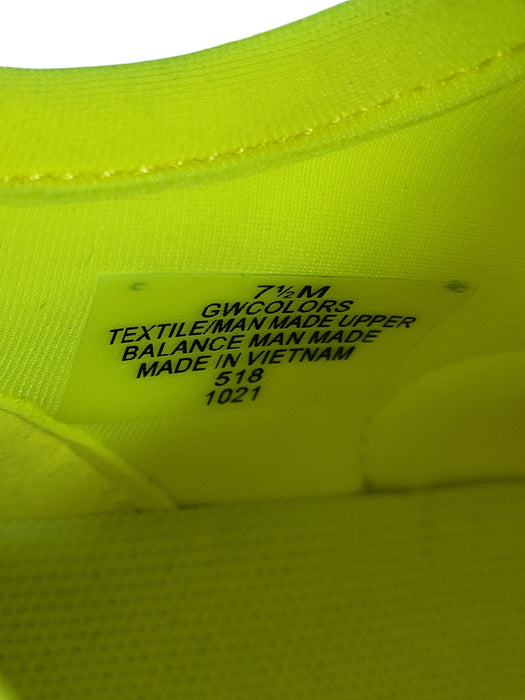 7½M
GWCOLORS
TEXTILE/MAN MADE UPPER
BALANCE MAN MADE
MADE IN VIETNAM
518
1021